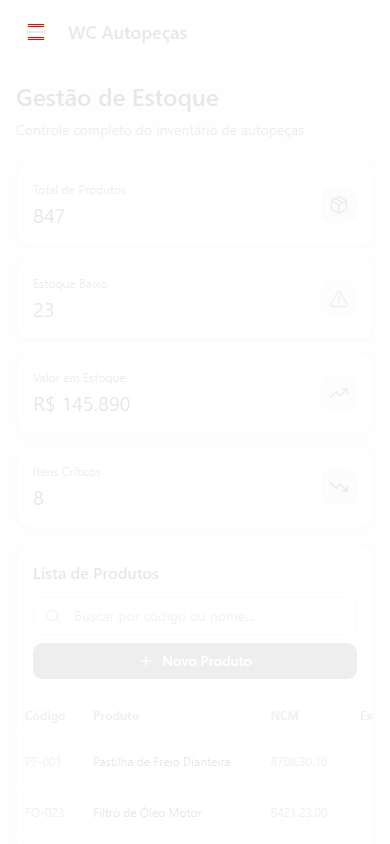 WC Autopeças
Gestão de Estoque
Controle completo do inventário de autopeças
Total de Produtos
847
Estoque Baixo
23
Valor em Estoque
R$ 145.890
Itens Críticos
8
Lista de Produtos
Buscar por código ou nome...
Novo Produto
Código Produto NCM Es
PF-001 Pastilha de Freio Dianteira 8708.30.10
FO-023 Filtro de Óleo Motor 8421.23.00